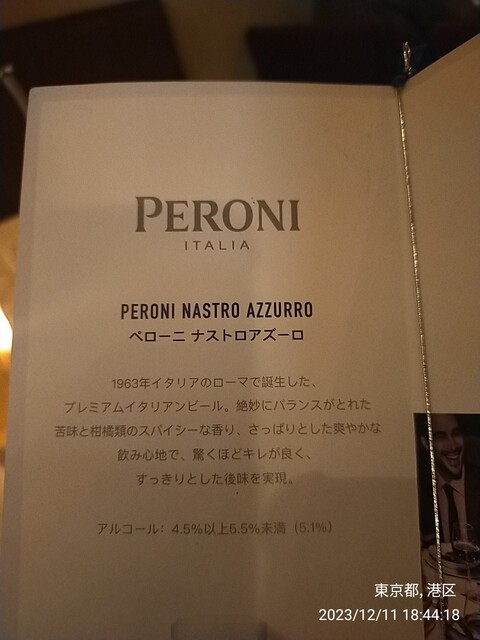 PERONI
ITALIA
PERONI NASTRO AZZURRO
ペローニ ナストロアズーロ
1963年イタリアのローマで誕生した、
プレミアムイタリアンビール。絶妙にバランスがとれた
苦味と柑橘類のスパイシーな香り、さっぱりとした爽やかな
飲み心地で、驚くほどキレが良く、
すっきりとした後味を実現。
アルコール: 4.5%以上5.5%未満（5.1%）
東京都, 港区
2023/12/11 18:44:18